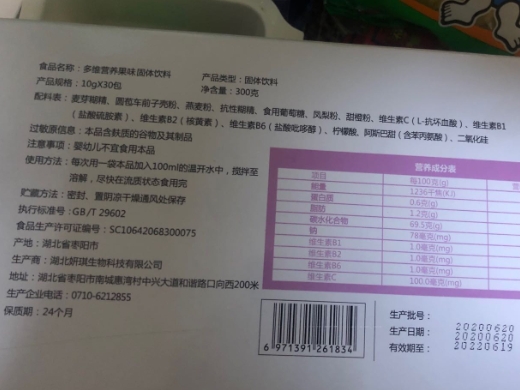 食品名称：多维营养果味固体饮料
产品类型：固体饮料
产品规格：10gX30包
净含量：300克
配料表：麦芽糊精、圆苞车前子壳粉、燕麦粉、抗性糊精、食用葡萄糖、凤梨粉、甜橙粉、维生素C（L-抗坏血酸）、维生素B1
（盐酸硫胺素）、维生素B2（核黄素）、维生素B6（盐酸吡哆醇）、柠檬酸、阿斯巴甜（含苯丙氨酸）、二氧化硅
过敏原信息：本品含麸质的谷物及其制品
注意事项：婴幼儿不宜食用本品
使用方法：每次用一袋本品加入100ml的温开水中，搅拌至
溶解，尽快在流质状态食用完
贮藏方法：密封、置阴凉干燥通风处保存
执行标准号：GB/T 29602
食品生产许可证编号：SC10642068300075
产地：湖北省枣阳市
生产商：湖北妍琪生物科技有限公司
地址：湖北省枣阳市南城惠湾村中兴大道和谐路口向西200米
生产企业电话：0710-6212855
保质期：24个月
营养成分表
项目 每100克(g)
能量 1236千焦(KJ)
蛋白质 0.6克(g)
脂肪 1.2克(g)
碳水化合物 69.5克(g)
钠 78毫克(mg)
维生素B1 1.0毫克(mg)
维生素B2 1.0毫克(mg)
维生素B6 1.0毫克(mg)
维生素C 100.0毫克(mg)
6 971391 261834
生产批号： 20200620
生产日期： 20200620
有效期至： 20220619